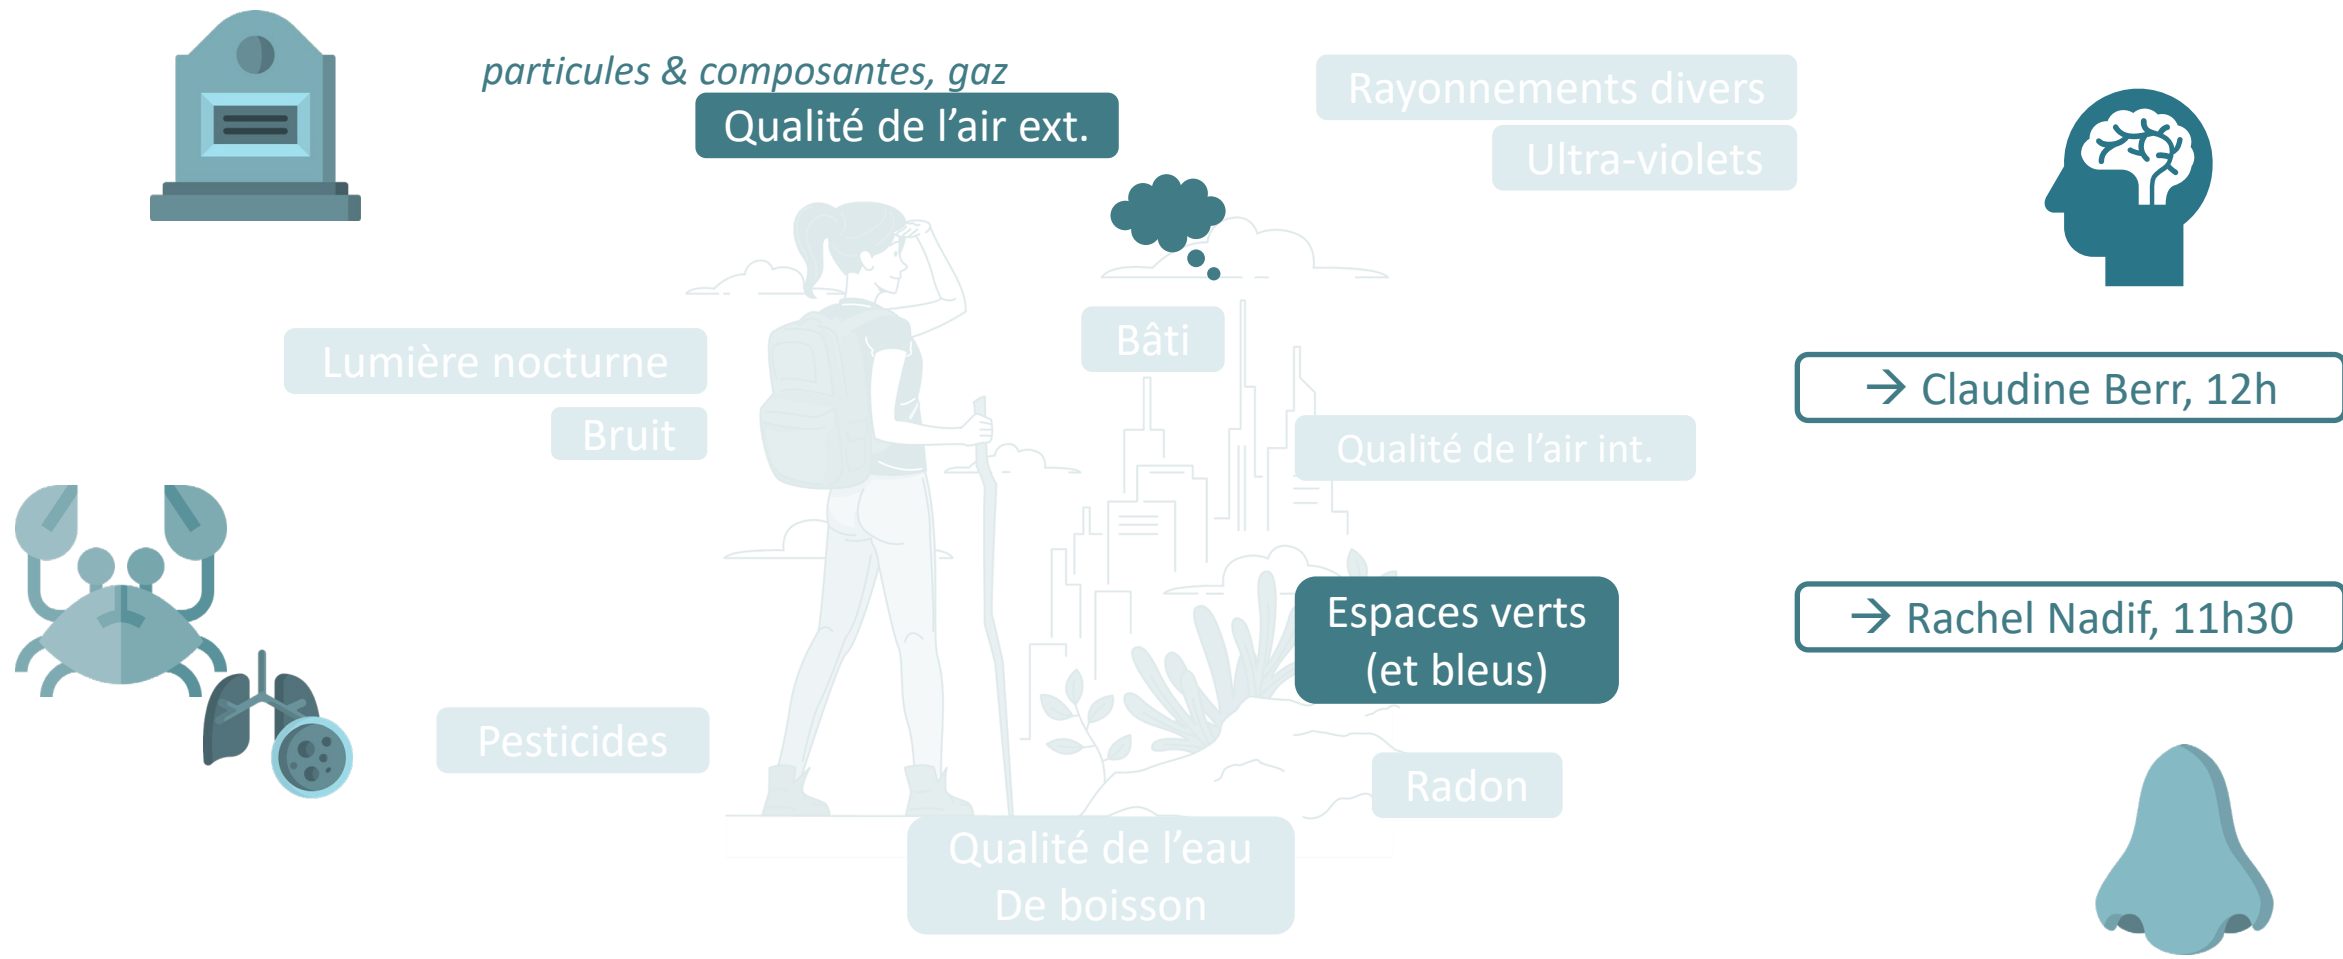 particules & composantes, gaz
Qualité de l’air ext.
Rayonnements divers
Ultra-violets
Bâti
Lumière nocturne
Bruit
→ Claudine Berr, 12h
Qualité de l’air int.
Espaces verts
(et bleus)
→ Rachel Nadif, 11h30
Pesticides
Radon
Qualité de l’eau
De boisson